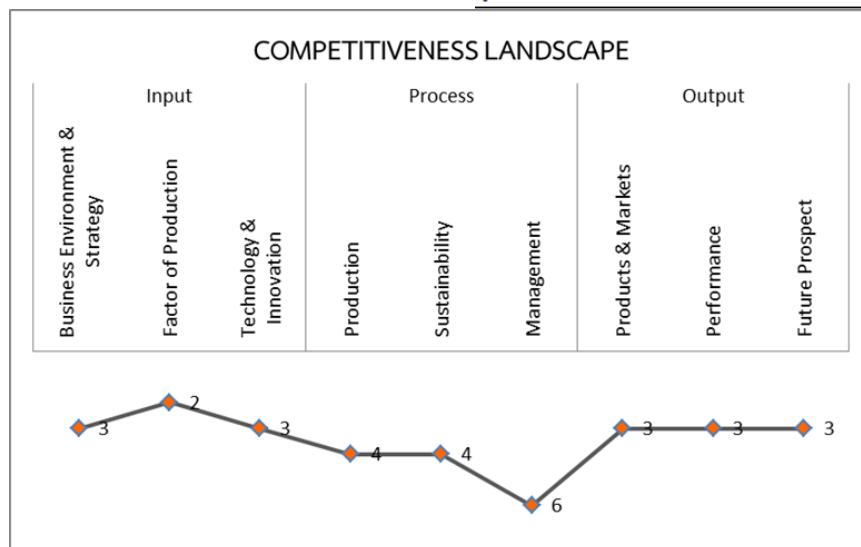 COMPETITIVENESS LANDSCAPE
Input
Process
Output
Business Environment &
Strategy
Factor of Production
Technology &
Innovation
Production
Sustainability
Management
Products & Markets
Performance
Future Prospect
3
2
3
4
4
6
3
3
3